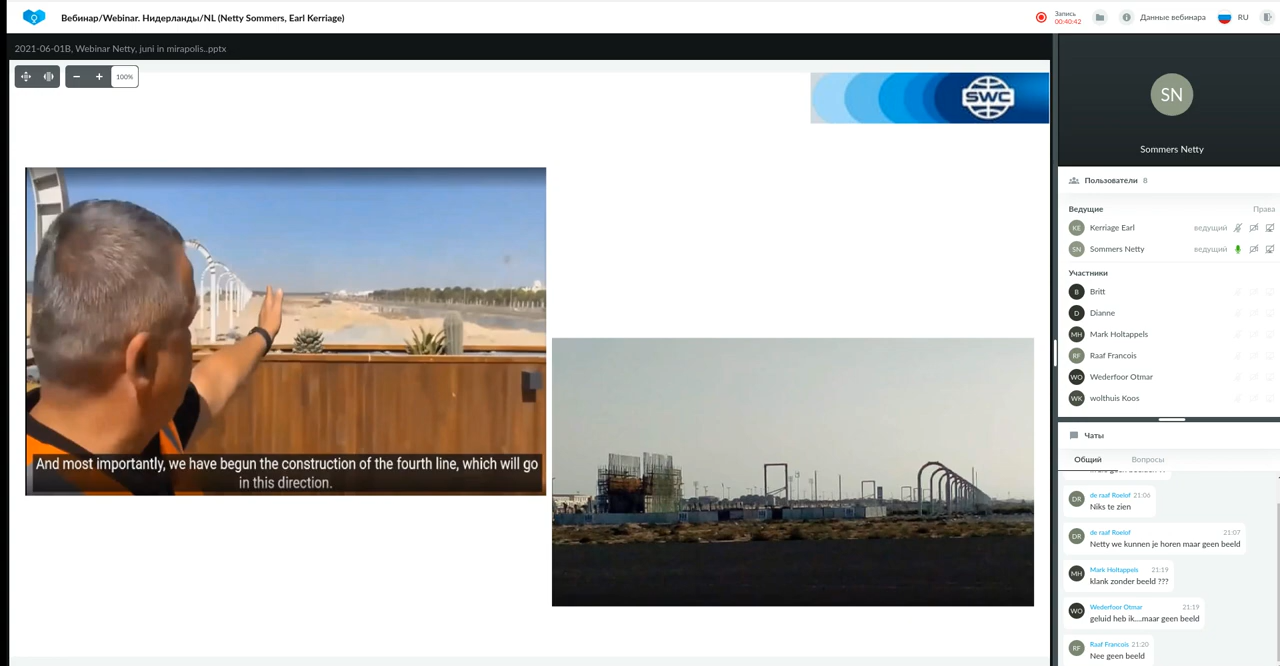 Вебинар/Webinar. Нидерланды/NL (Netty Sommers, Earl Kerriage)
Запись
00:40:42
Данные вебинара
RU
2021-06-01B, Webinar Netty, juni in mirapolis..pptx
100%
SWC
And most importantly, we have begun the construction of the fourth line, which will go
in this direction.
SN
Sommers Netty
Пользователи 8
Ведущие Права
KE Kerriage Earl ведущий
SN Sommers Netty ведущий
Участники
B Britt
D Dianne
MH Mark Holtappels
RF Raaf Francois
WO Wederfoor Otmar
WK wolthuis Koos
Чаты
Общий Вопросы
DR de raaf Roelof 21:06
Niks te zien
DR de raaf Roelof 21:07
Netty we kunnen je horen maar geen beeld
MH Mark Holtappels 21:19
klank zonder beeld ???
WO Wederfoor Otmar 21:19
geluid heb ik....maar geen beeld
RF Raaf Francois 21:20
Nee geen beeld